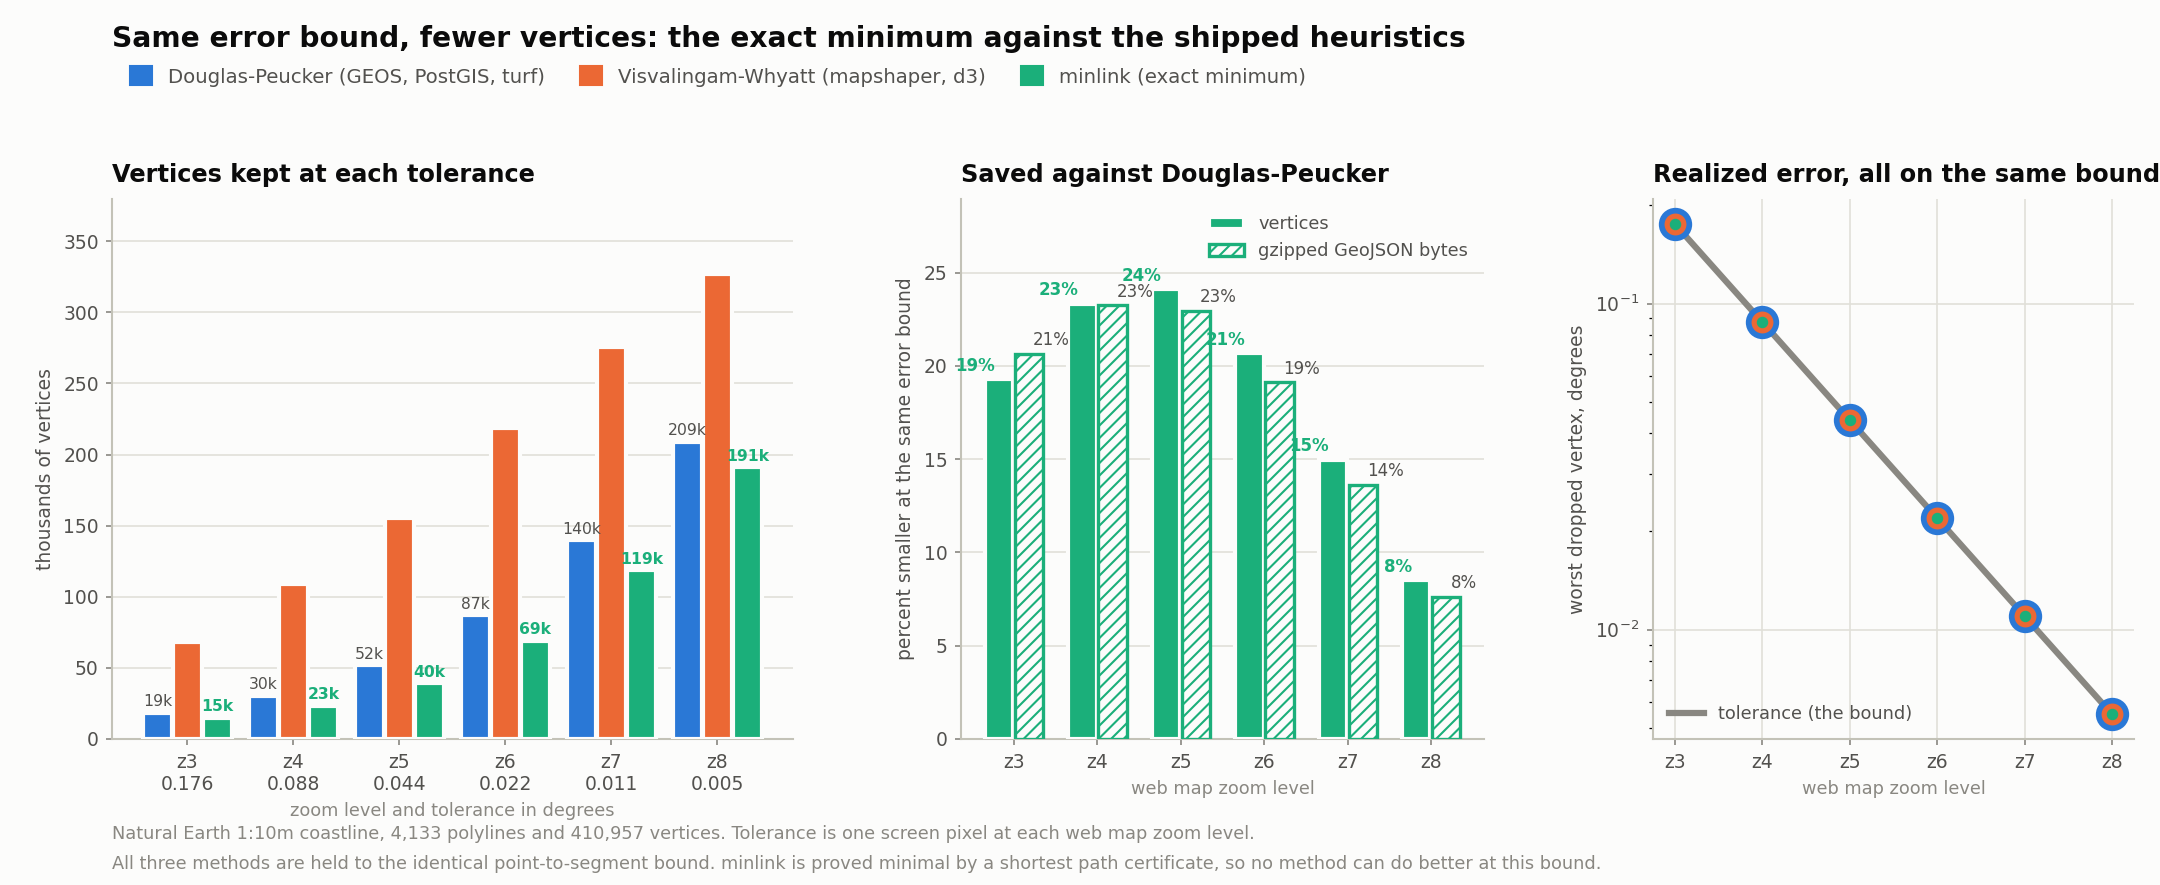 Same error bound, fewer vertices: the exact minimum against the shipped heuristics
Douglas-Peucker (GEOS, PostGIS, turf)
Visvalingam-Whyatt (mapshaper, d3)
minlink (exact minimum)
Vertices kept at each tolerance
thousands of vertices
350
300
250
200
150
100
50
0
19k
15k
30k
23k
52k
40k
87k
69k
140k
119k
209k
191k
z3
0.176
z4
0.088
z5
0.044
z6
0.022
z7
0.011
z8
0.005
zoom level and tolerance in degrees
Saved against Douglas-Peucker
vertices
gzipped GeoJSON bytes
percent smaller at the same error bound
25
20
15
10
5
0
19%
21%
23%
23%
24%
23%
21%
19%
15%
14%
8%
8%
z3
z4
z5
z6
z7
z8
web map zoom level
Realized error, all on the same bound
worst dropped vertex, degrees
10⁻¹
10⁻²
tolerance (the bound)
z3
z4
z5
z6
z7
z8
web map zoom level
Natural Earth 1:10m coastline, 4,133 polylines and 410,957 vertices. Tolerance is one screen pixel at each web map zoom level.
All three methods are held to the identical point-to-segment bound. minlink is proved minimal by a shortest path certificate, so no method can do better at this bound.